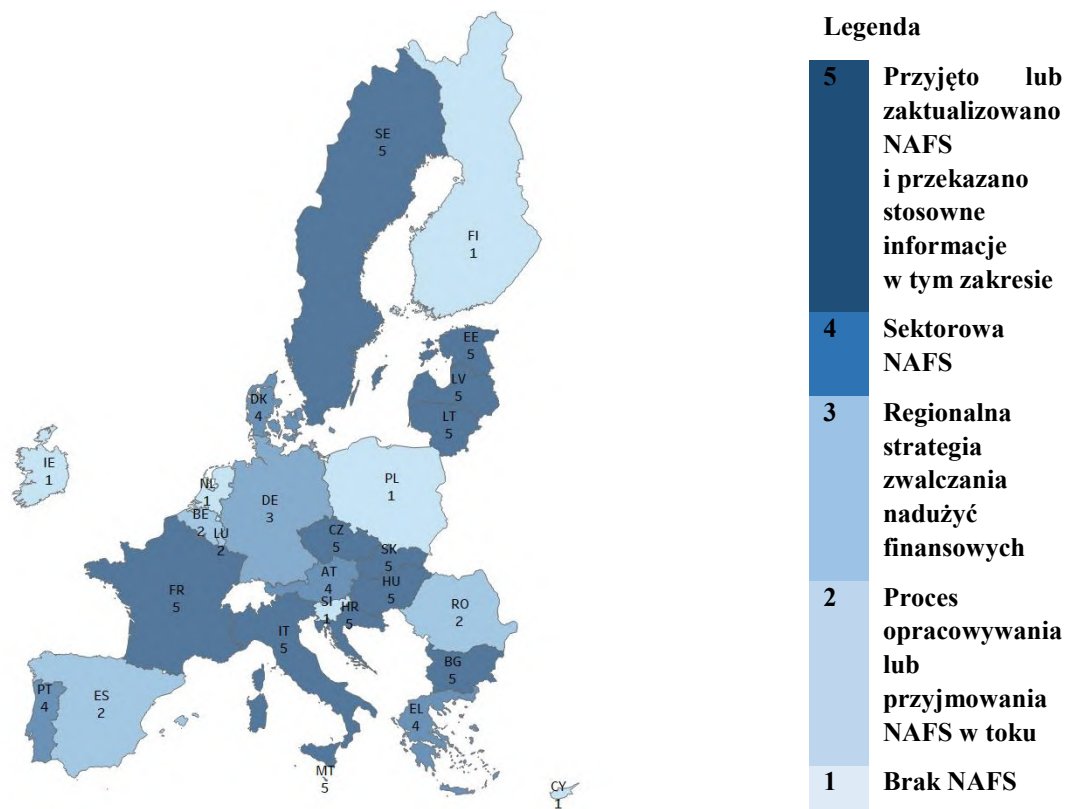 SE
5
FI
1
EE
5
LV
5
LT
5
DK
4
IE
1
NL
1
BE
2
LU
2
DE
3
PL
1
CZ
5
SK
5
AT
4
HU
5
FR
5
SI
1
HR
5
RO
2
IT
5
BG
5
PT
4
ES
2
EL
4
MT
5
CY
1
Legenda
5 Przyjęto lub
zaktualizowano
NAFS
i przekazano
stosowne
informacje
w tym zakresie
4 Sektorowa
NAFS
3 Regionalna
strategia
zwalczania
nadużyć
finansowych
2 Proces
opracowywania
lub
przyjmowania
NAFS w toku
1 Brak NAFS